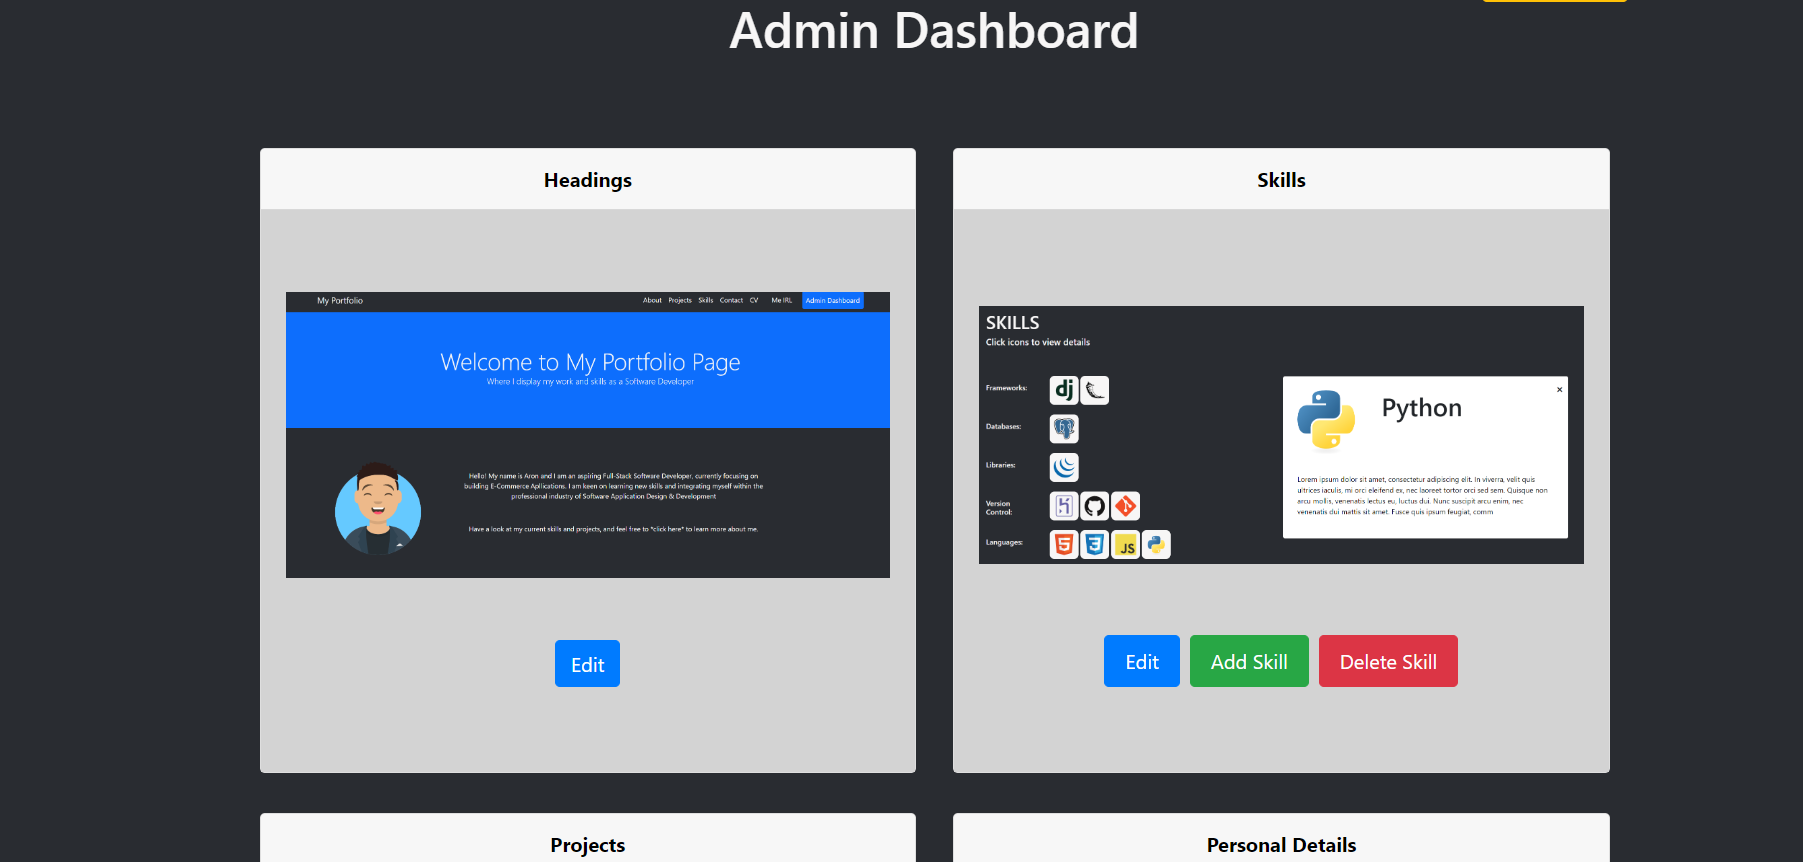 Admin Dashboard
Headings
My Portfolio
About Projects Skills Contact CV Me IRL Admin Dashboard
Welcome to My Portfolio Page
Where I display my work and skills as a Software Developer
Hello! My name is Aron and I am an aspiring Full-Stack Software Developer, currently focusing on
building E-Commerce Apllications. I am keen on learning new skills and integrating myself within the
professional industry of Software Application Design & Development
Have a look at my current skills and projects, and feel free to *click here* to learn more about me.
Edit
Skills
SKILLS
Click icons to view details
Frameworks:
dj
Databases:
Libraries:
Version
Control:
Languages:
5
3
JS
×
Python
Lorem ipsum dolor sit amet, consectetur adipiscing elit. In viverra, velit quis
ultrices iaculis, mi orci eleifend ex, nec laoreet tortor orci sed sem. Quisque non
arcu mollis, venenatis lectus eu, luctus dui. Nunc suscipit arcu enim, nec
venenatis dui mattis sit amet. Fusce quis ipsum feugiat, comm
Edit
Add Skill
Delete Skill
Projects
Personal Details